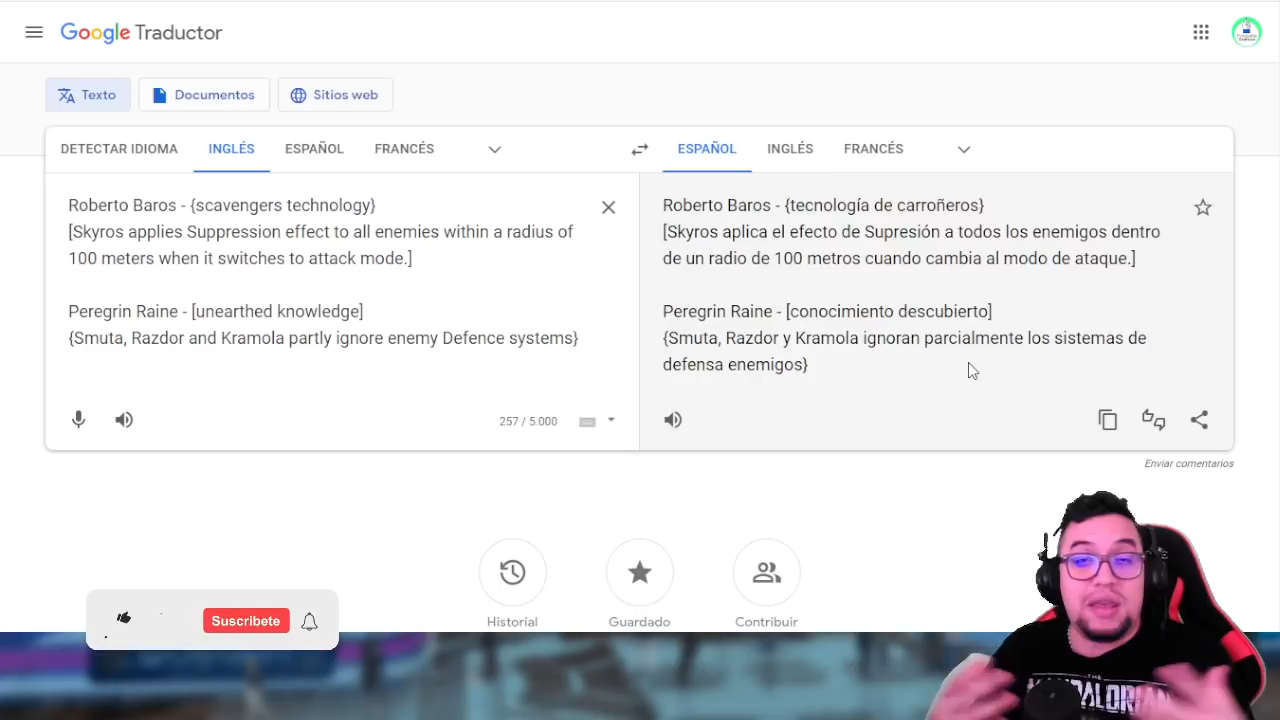 Google Traductor
Texto
Documentos
Sitios web
DETECTAR IDIOMA
INGLÉS
ESPAÑOL
FRANCÉS
ESPAÑOL
INGLÉS
FRANCÉS
Roberto Baros - {scavengers technology}
[Skyros applies Suppression effect to all enemies within a radius of
100 meters when it switches to attack mode.]
Peregrin Raine - [unearthed knowledge]
{Smuta, Razdor and Kramola partly ignore enemy Defence systems}
257 / 5.000
Roberto Baros - {tecnología de carroñeros}
[Skyros aplica el efecto de Supresión a todos los enemigos dentro
de un radio de 100 metros cuando cambia al modo de ataque.]
Peregrin Raine - [conocimiento descubierto]
{Smuta, Razdor y Kramola ignoran parcialmente los sistemas de
defensa enemigos}
Enviar comentarios
Historial
Guardado
Contribuir
Suscribete
THE